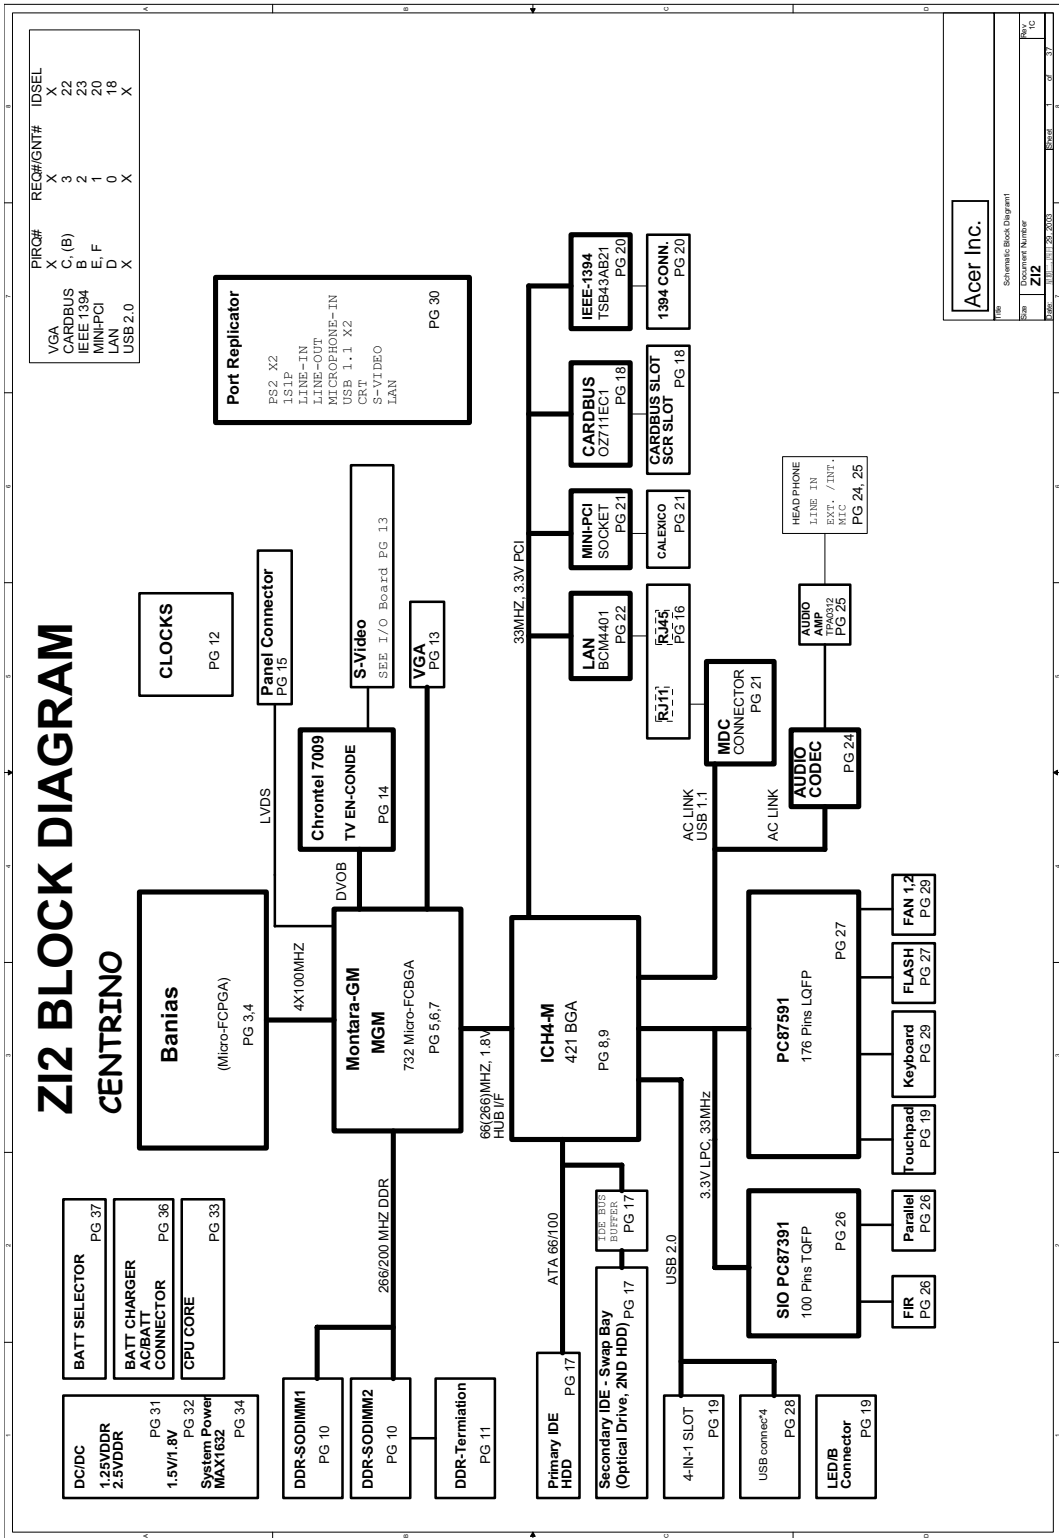 ZI2 BLOCK DIAGRAM
CENTRINO
PIRQ# REQ#/GNT# IDSEL
VGA X X X
CARDBUS C, (B) 3 22
IEEE 1394 B 2 23
MINI-PCI E, F 1 20
LAN D 0 18
USB 2.0 X X X
DC/DC
1.25VDDR
2.5VDDR
PG 31
1.5V/1.8V
PG 32
System Power
MAX1632
PG 34
BATT SELECTOR
PG 37
BATT CHARGER
AC/BATT
CONNECTOR
PG 36
CPU CORE
PG 33
Banias
(Micro-FCPGA)
PG 3,4
CLOCKS
PG 12
4X100MHZ
LVDS
Panel Connector
PG 15
Port Replicator
PS2 X2
1S1P
LINE-IN
LINE-OUT
MICROPHONE-IN
USB 1.1 X2
CRT
S-VIDEO
LAN
PG 30
DDR-SODIMM1
PG 10
DDR-SODIMM2
PG 10
DDR-Termiation
PG 11
266/200 MHZ DDR
Montara-GM
MGM
732 Micro-FCBGA
PG 5,6,7
DVOB
Chrontel 7009
TV EN-CONDE
PG 14
S-Video
SEE I/O Board PG 13
VGA
PG 13
66(266)MHZ, 1.8V
HUB I/F
33MHZ, 3.3V PCI
ICH4-M
421 BGA
PG 8,9
Primary IDE
HDD
PG 17
ATA 66/100
IDE BUS
BUFFER
PG 17
Secondary IDE - Swap Bay
(Optical Drive, 2ND HDD)
PG 17
USB 2.0
4-IN-1 SLOT
PG 19
USB connec*4
PG 28
LED/B
Connector
PG 19
LAN
BCM4401
PG 22
RJ11
RJ45
PG 16
MINI-PCI
SOCKET
PG 21
CALEXICO
PG 21
CARDBUS
OZ711EC1
PG 18
CARDBUS SLOT
SCR SLOT
PG 18
IEEE-1394
TSB43AB21
PG 20
1394 CONN.
PG 20
AC LINK
USB 1.1
MDC
CONNECTOR
PG 21
AC LINK
AUDIO
CODEC
PG 24
AUDIO
AMP
TPA0312
PG 25
HEAD PHONE
LINE IN
EXT. /INT.
MIC
PG 24, 25
3.3V LPC, 33MHz
SIO PC87391
100 Pins TQFP
PG 26
FIR
PG 26
Parallel
PG 26
PC87591
176 Pins LQFP
PG 27
Touchpad
PG 19
Keyboard
PG 29
FLASH
PG 27
FAN 1,2
PG 29
Acer Inc.
Title
Schematic Block Diagram1
Size Document Number Rev
ZI2 1C
Date: 29, 2003 Sheet 1 of 37